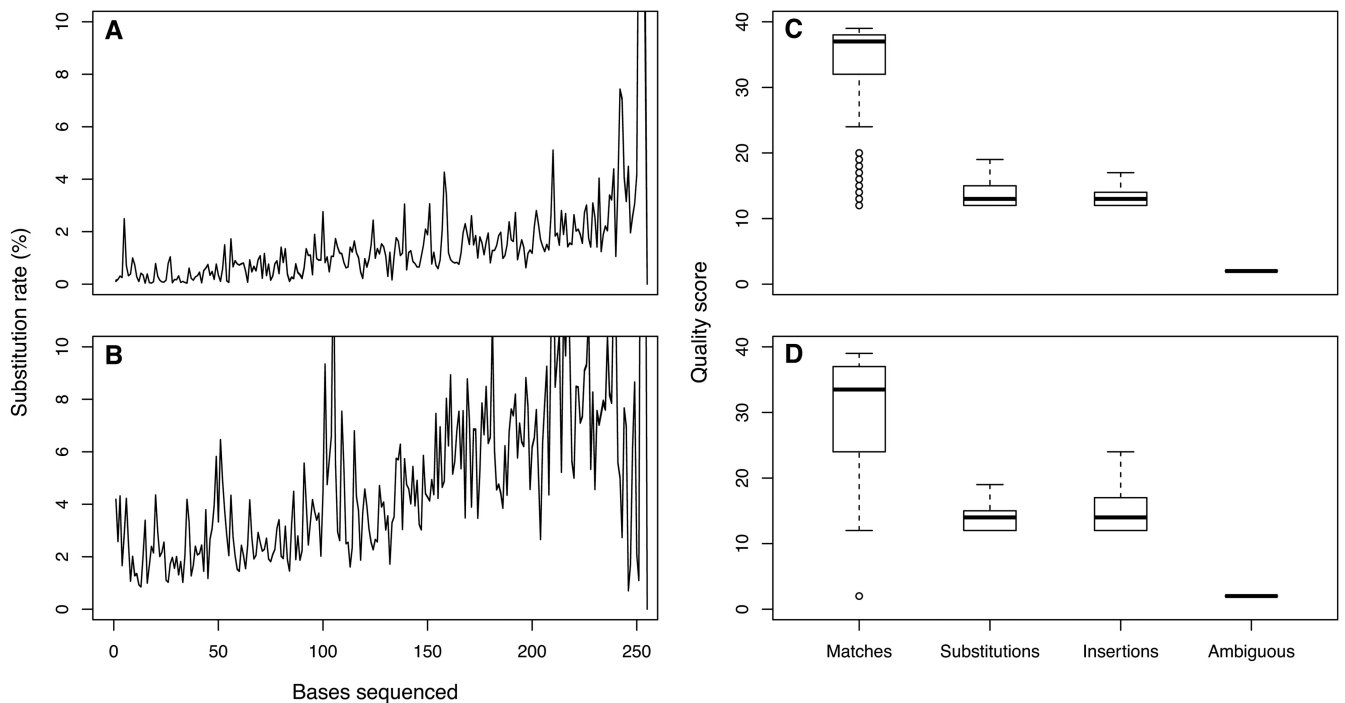 A
10
8
6
4
2
0
Substitution rate (%)
B
10
8
6
4
2
0
0 50 100 150 200 250
Bases sequenced
C
40
30
20
10
0
Quality score
D
40
30
20
10
0
Matches Substitutions Insertions Ambiguous